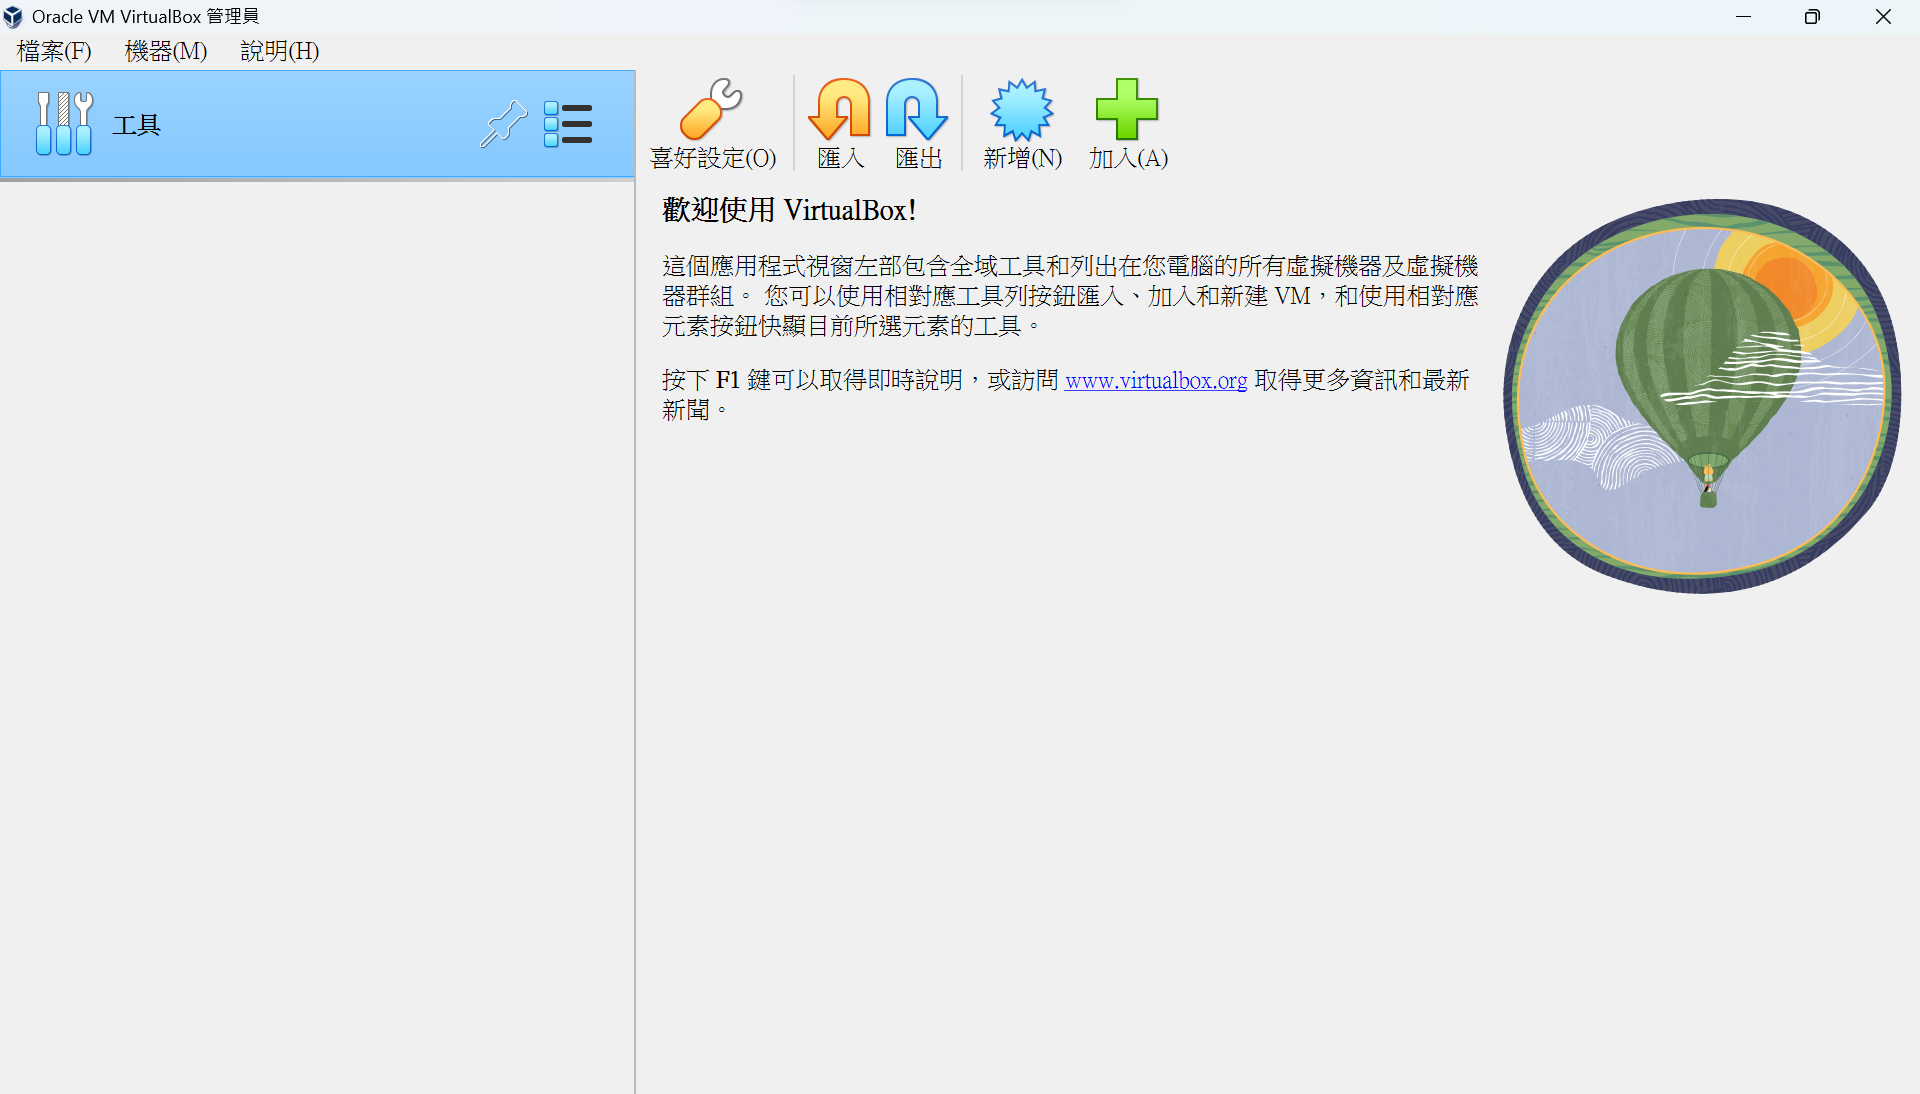 Oracle VM VirtualBox 管理員
檔案(F) 機器(M) 說明(H)
工具
喜好設定(O) 匯入 匯出 新增(N) 加入(A)
歡迎使用 VirtualBox!
這個應用程式視窗左部包含全域工具和列出在您電腦的所有虛擬機器及虛擬機
器群組。 您可以使用相對應工具列按鈕匯入、加入和新建 VM，和使用相對應
元素按鈕快顯目前所選元素的工具。
按下 F1 鍵可以取得即時說明，或訪問 www.virtualbox.org 取得更多資訊和最新
新聞。